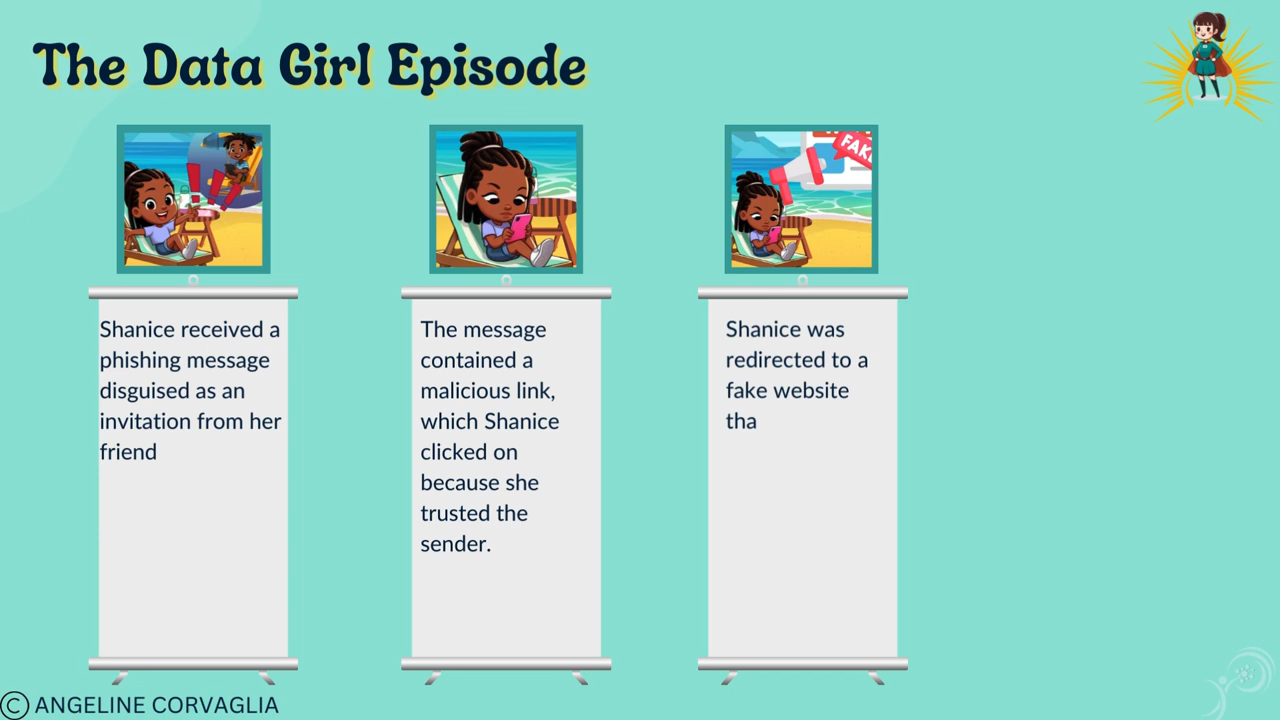 The Data Girl Episode
FAK
Shanice received a
phishing message
disguised as an
invitation from her
friend
The message
contained a
malicious link,
which Shanice
clicked on
because she
trusted the
sender.
Shanice was
redirected to a
fake website
tha
© ANGELINE CORVAGLIA